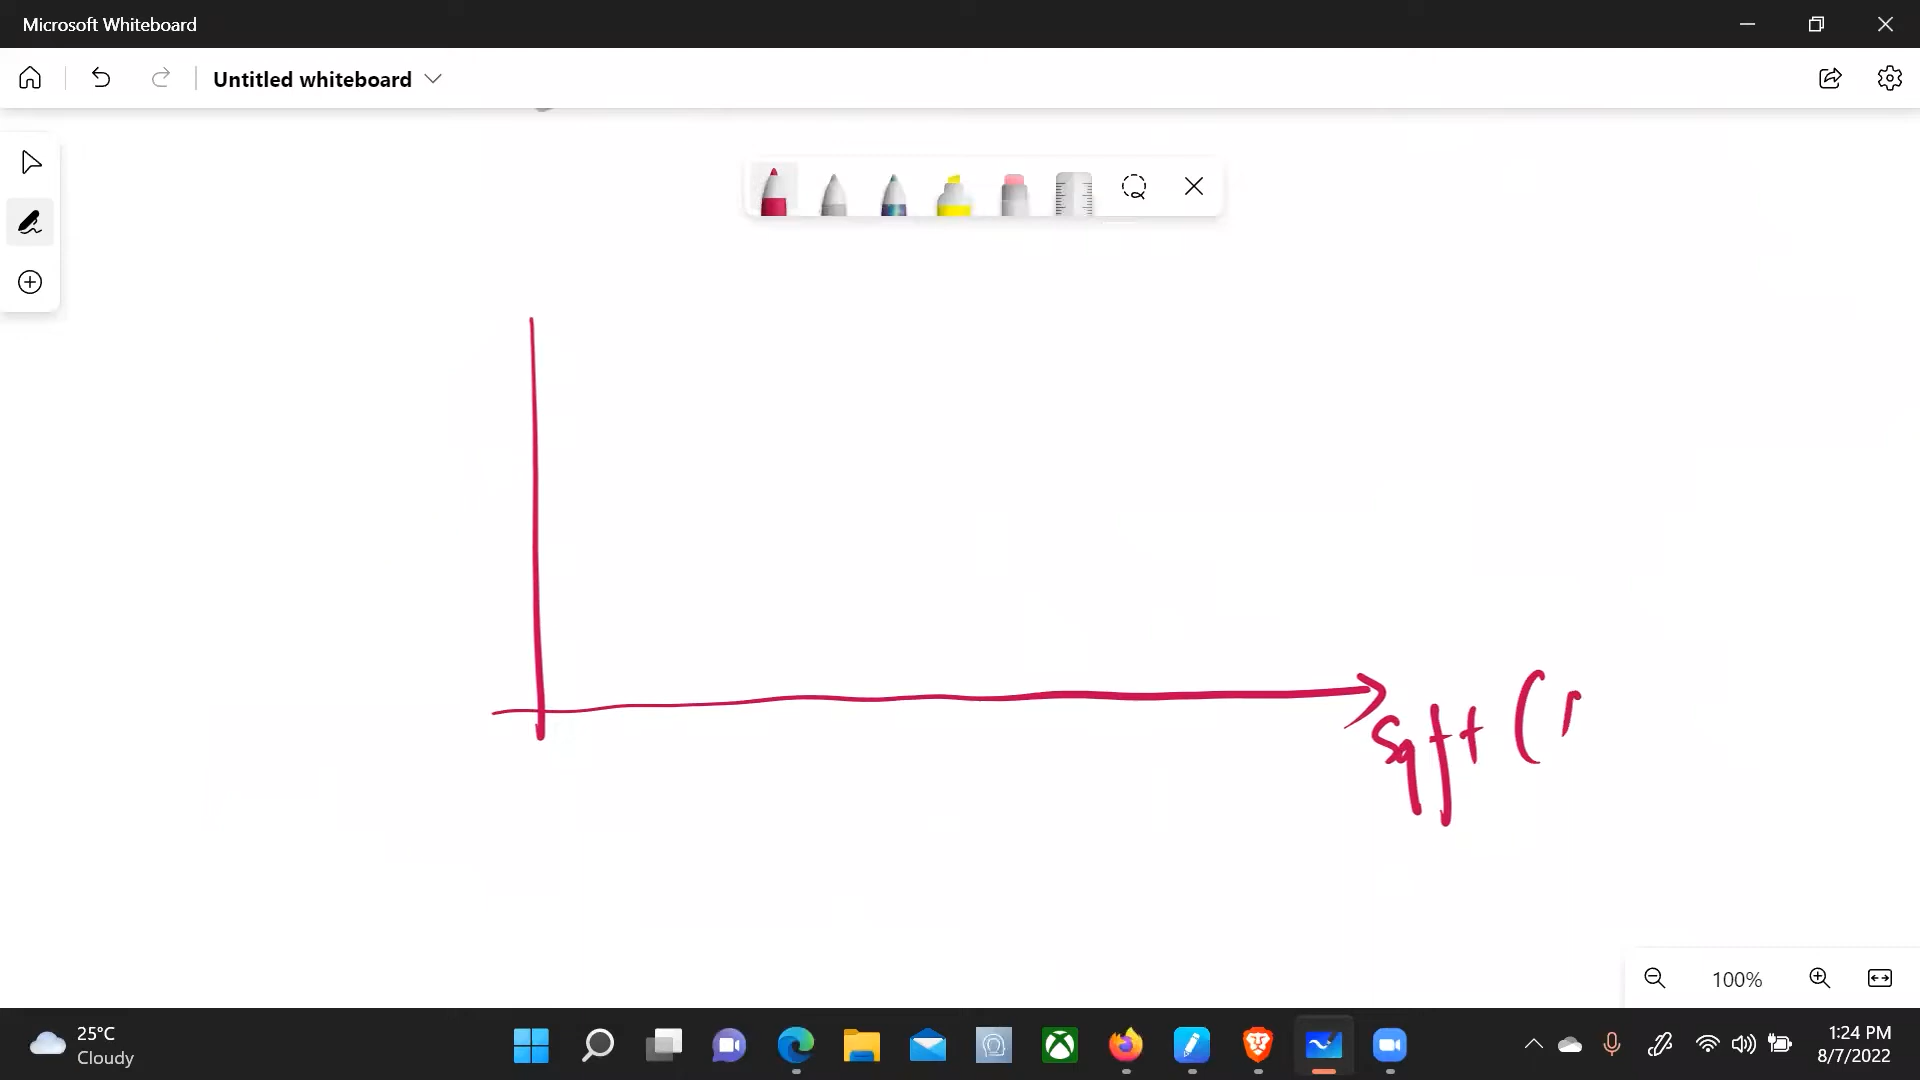 Microsoft Whiteboard
Untitled whiteboard
sqft (
100%
25°C
Cloudy
1:24 PM
8/7/2022